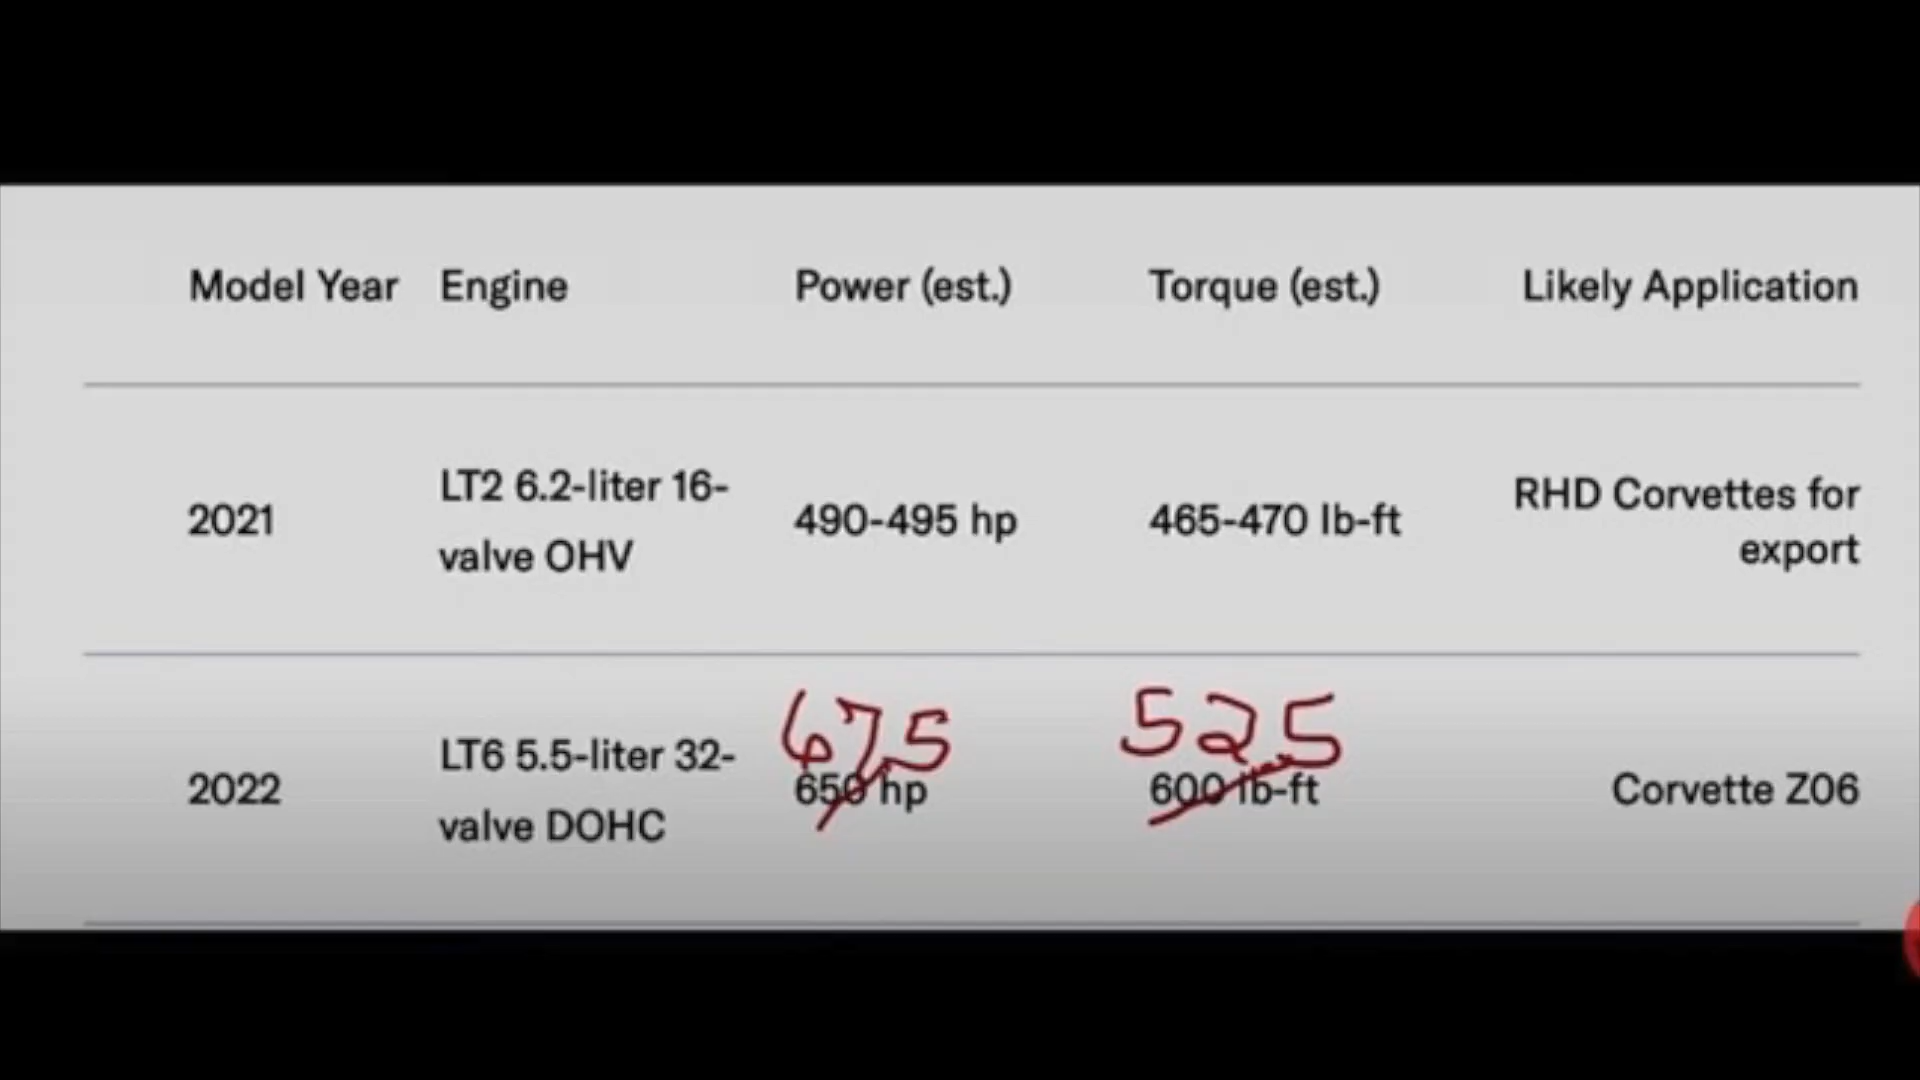 Model Year Engine Power (est.) Torque (est.) Likely Application
2021 LT2 6.2-liter 16-valve OHV 490-495 hp 465-470 lb-ft RHD Corvettes for export
675 525
2022 LT6 5.5-liter 32-valve DOHC 650 hp 600 lb-ft Corvette Z06